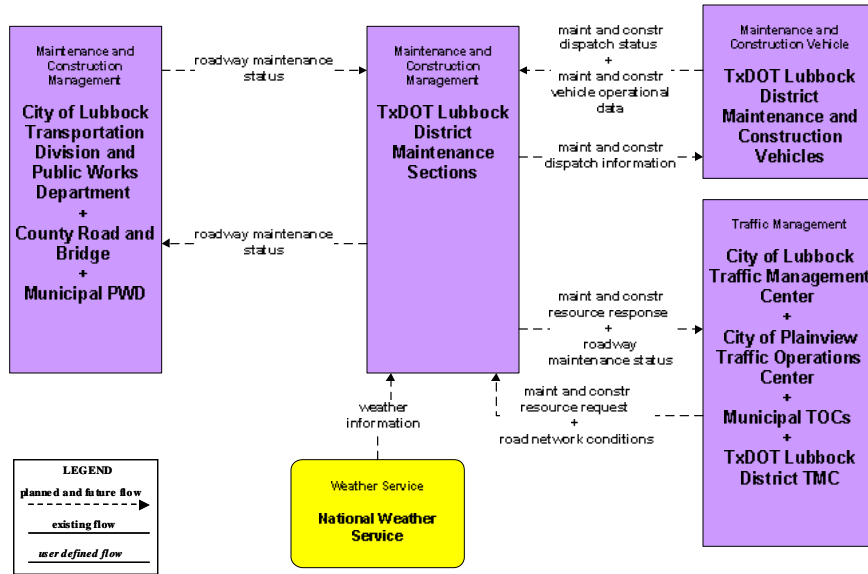 Maintenance and
Construction
Management
City of Lubbock
Transportation
Division and
Public Works
Department
+
County Road and
Bridge
+
Municipal PWD
roadway maintenance
status
roadway maintenance
status
Maintenance and
Construction
Management
TxDOT Lubbock
District
Maintenance
Sections
maint and constr
dispatch status
+
maint and constr
vehicle operational
data
maint and constr
dispatch information
Maintenance and
Construction Vehicle
TxDOT Lubbock
District
Maintenance and
Construction
Vehicles
maint and constr
resource response
+
roadway
maintenance status
maint and constr
resource request
+
road network conditions
Traffic Management
City of Lubbock
Traffic Management
Center
+
City of Plainview
Traffic Operations
Center
+
Municipal TOCs
+
TxDOT Lubbock
District TMC
weather
information
Weather Service
National Weather
Service
LEGEND
planned and future flow
existing flow
user defined flow